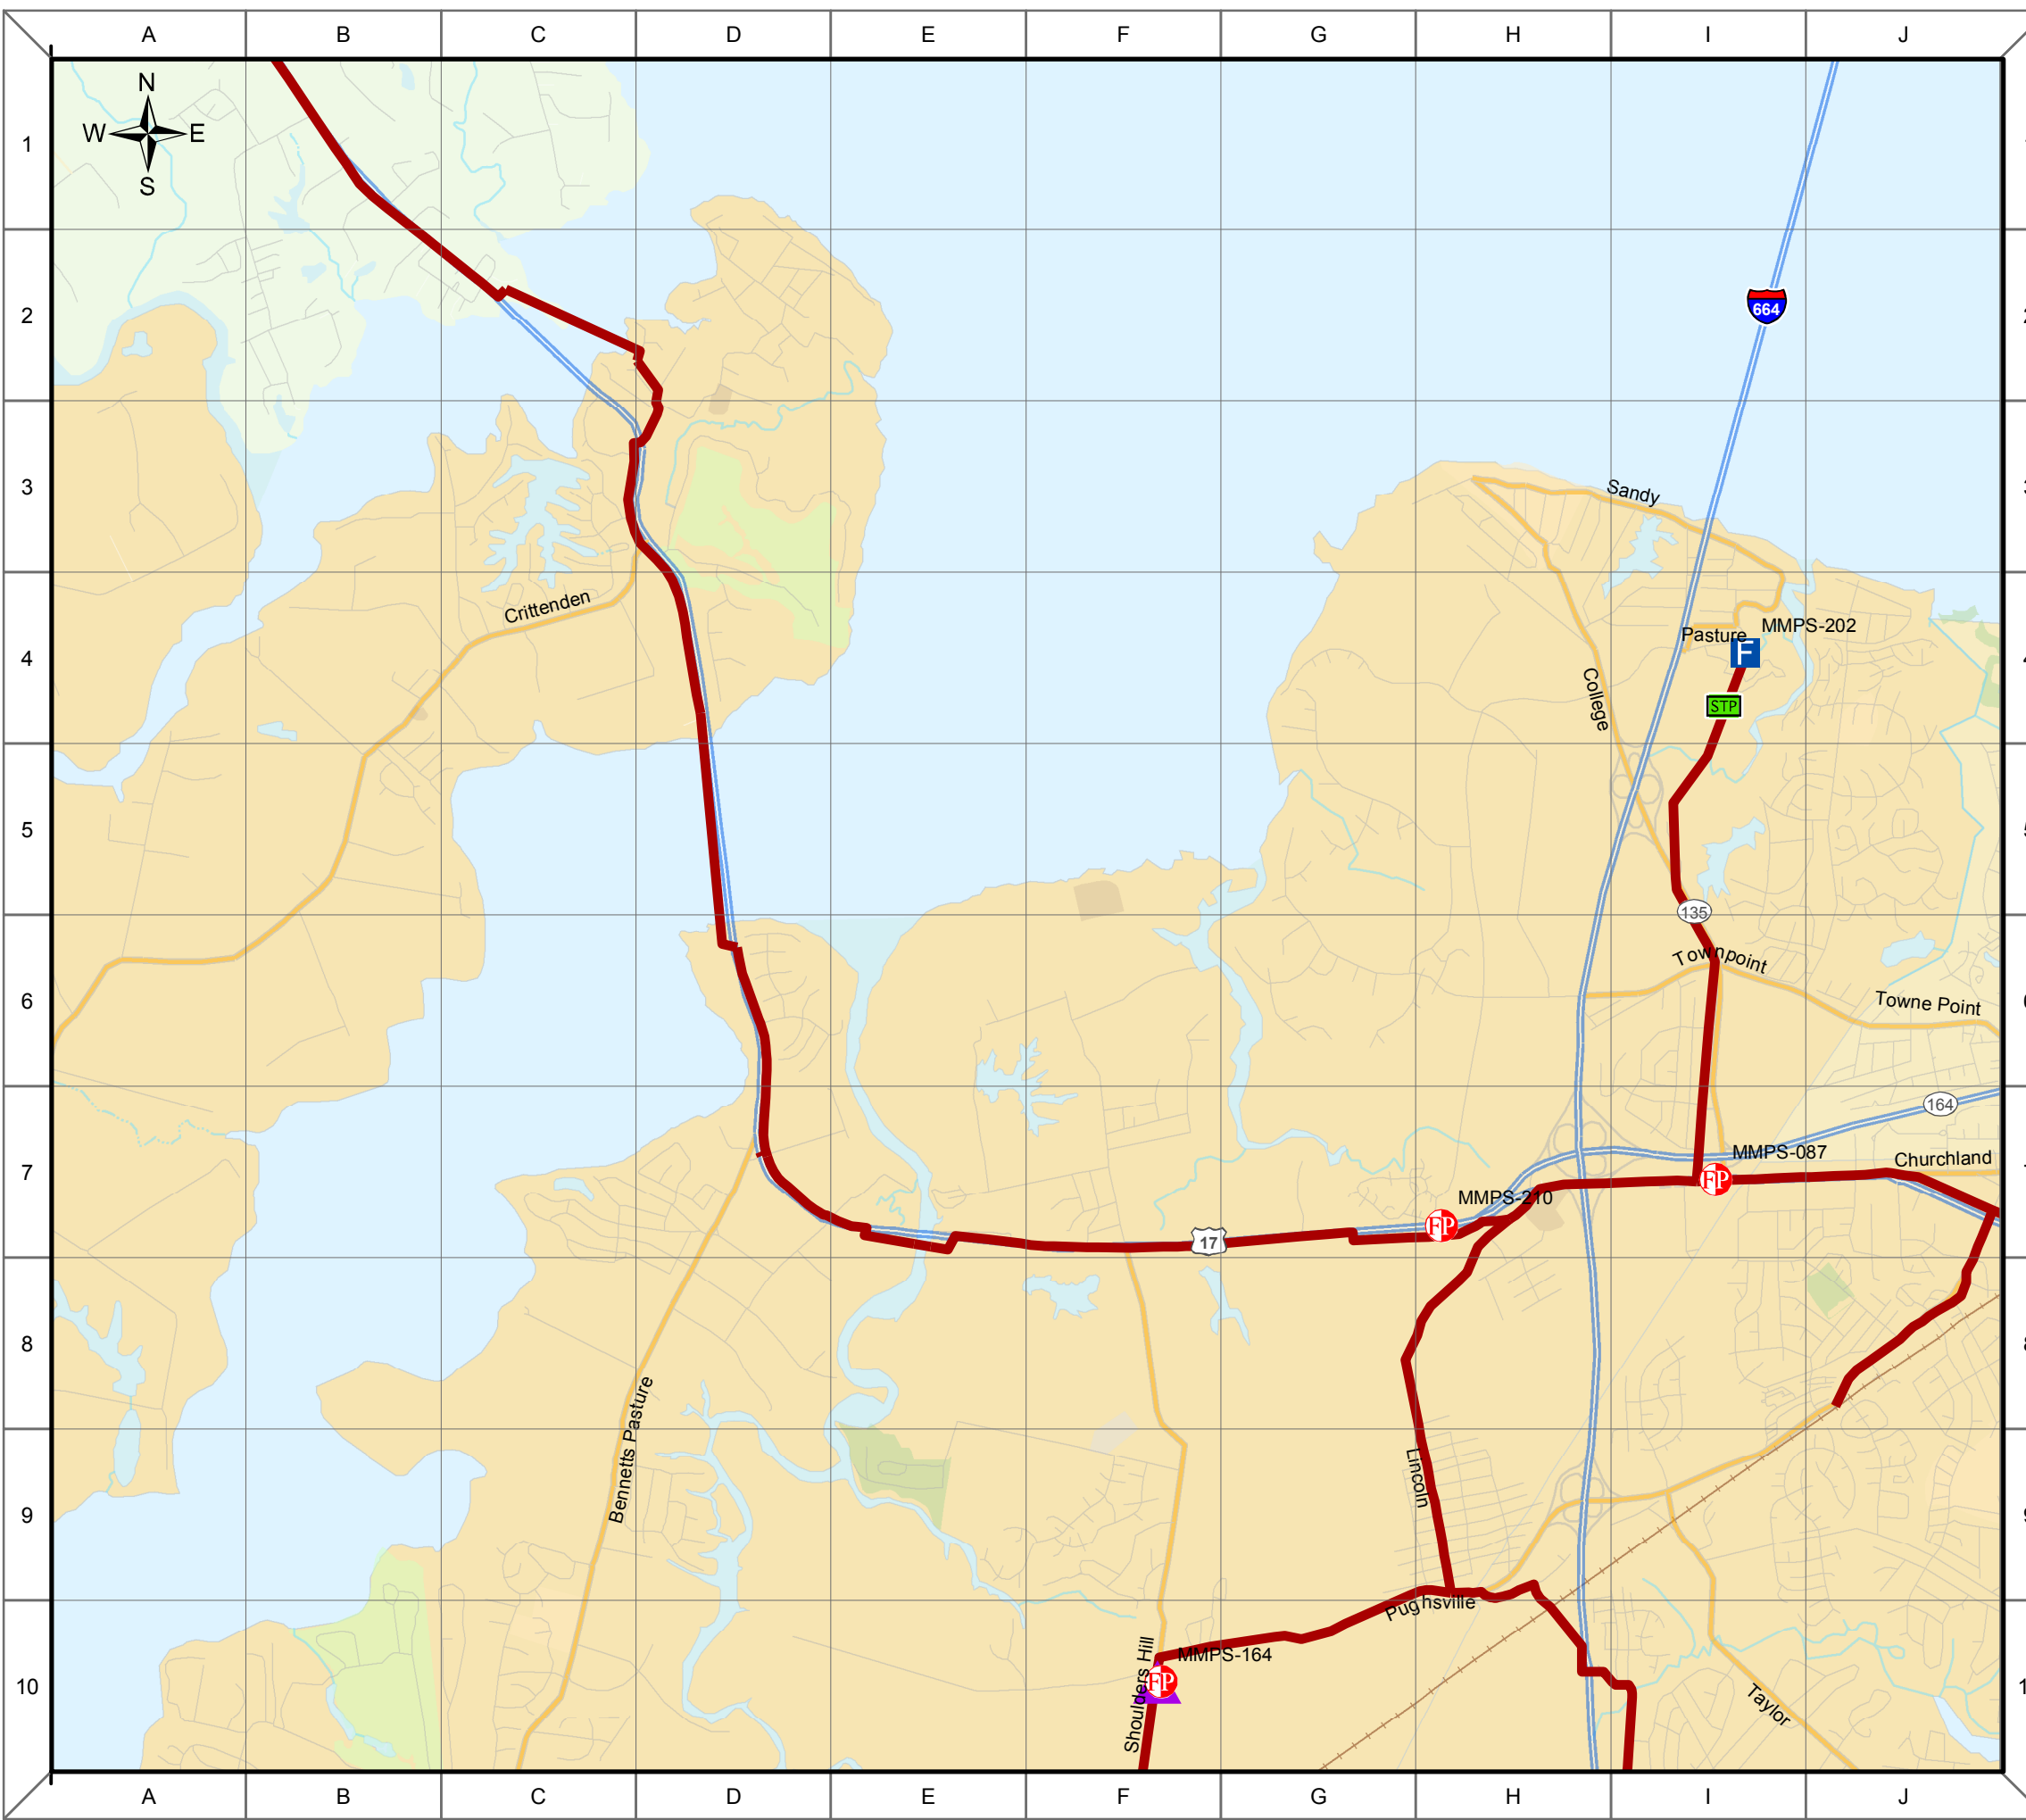 A B C D E F G H I J
N
W E
S
1
2
664
3
Sandy
Crittenden
MMPS-202
Pasture
F
4
College
STP
5
135
Townpoint
6
Towne Point
164
7
MMPS-087
Churchland
FP
MMPS-210
FP
17
8
Bennetts Pasture
Lincoln
9
Pughsville
MMPS-164
Shoulders Hill
FP
10
Taylor
A B C D E F G H I J